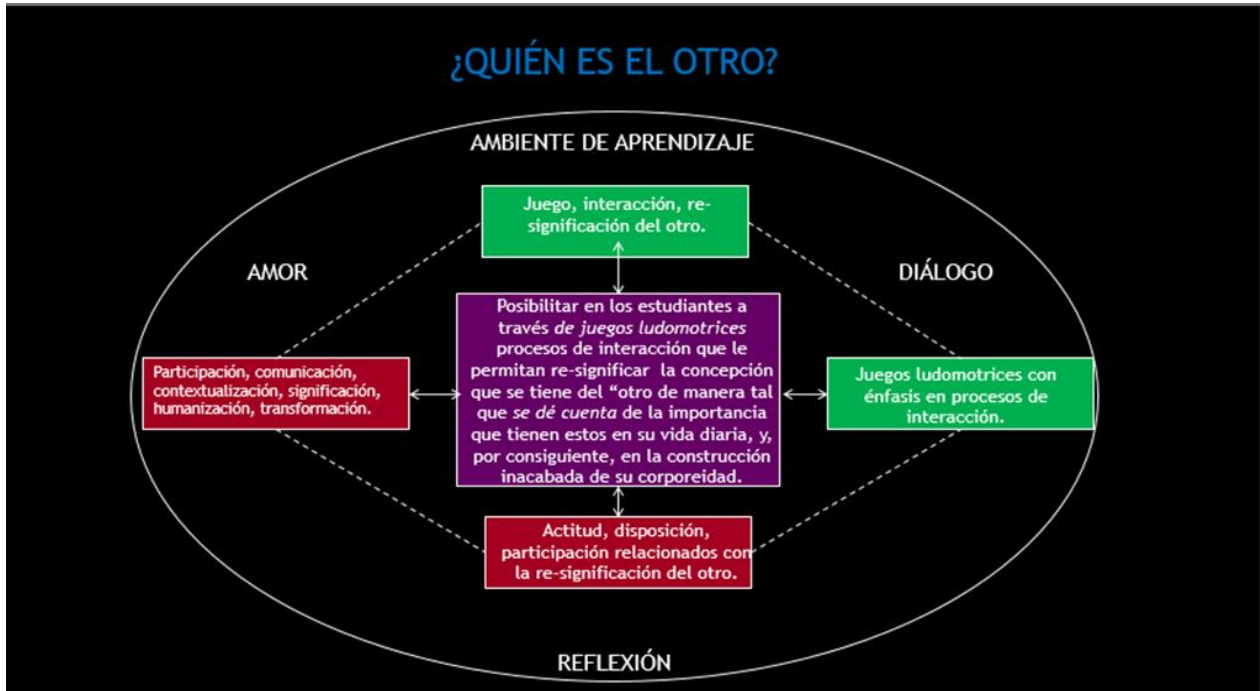 ¿QUIÉN ES EL OTRO?
AMBIENTE DE APRENDIZAJE
Juego, interacción, re-
significación del otro.
AMOR
DIÁLOGO
Posibilitar en los estudiantes a
través de juegos ludomotrices
procesos de interacción que le
permitan re-significar la concepción
que se tiene del “otro de manera tal
que se dé cuenta de la importancia
que tienen estos en su vida diaria, y,
por consiguiente, en la construcción
inacabada de su corporeidad.
Participación, comunicación,
contextualización, significación,
humanización, transformación.
Juegos ludomotrices con
énfasis en procesos de
interacción.
Actitud, disposición,
participación relacionados con
la re-significación del otro.
REFLEXIÓN